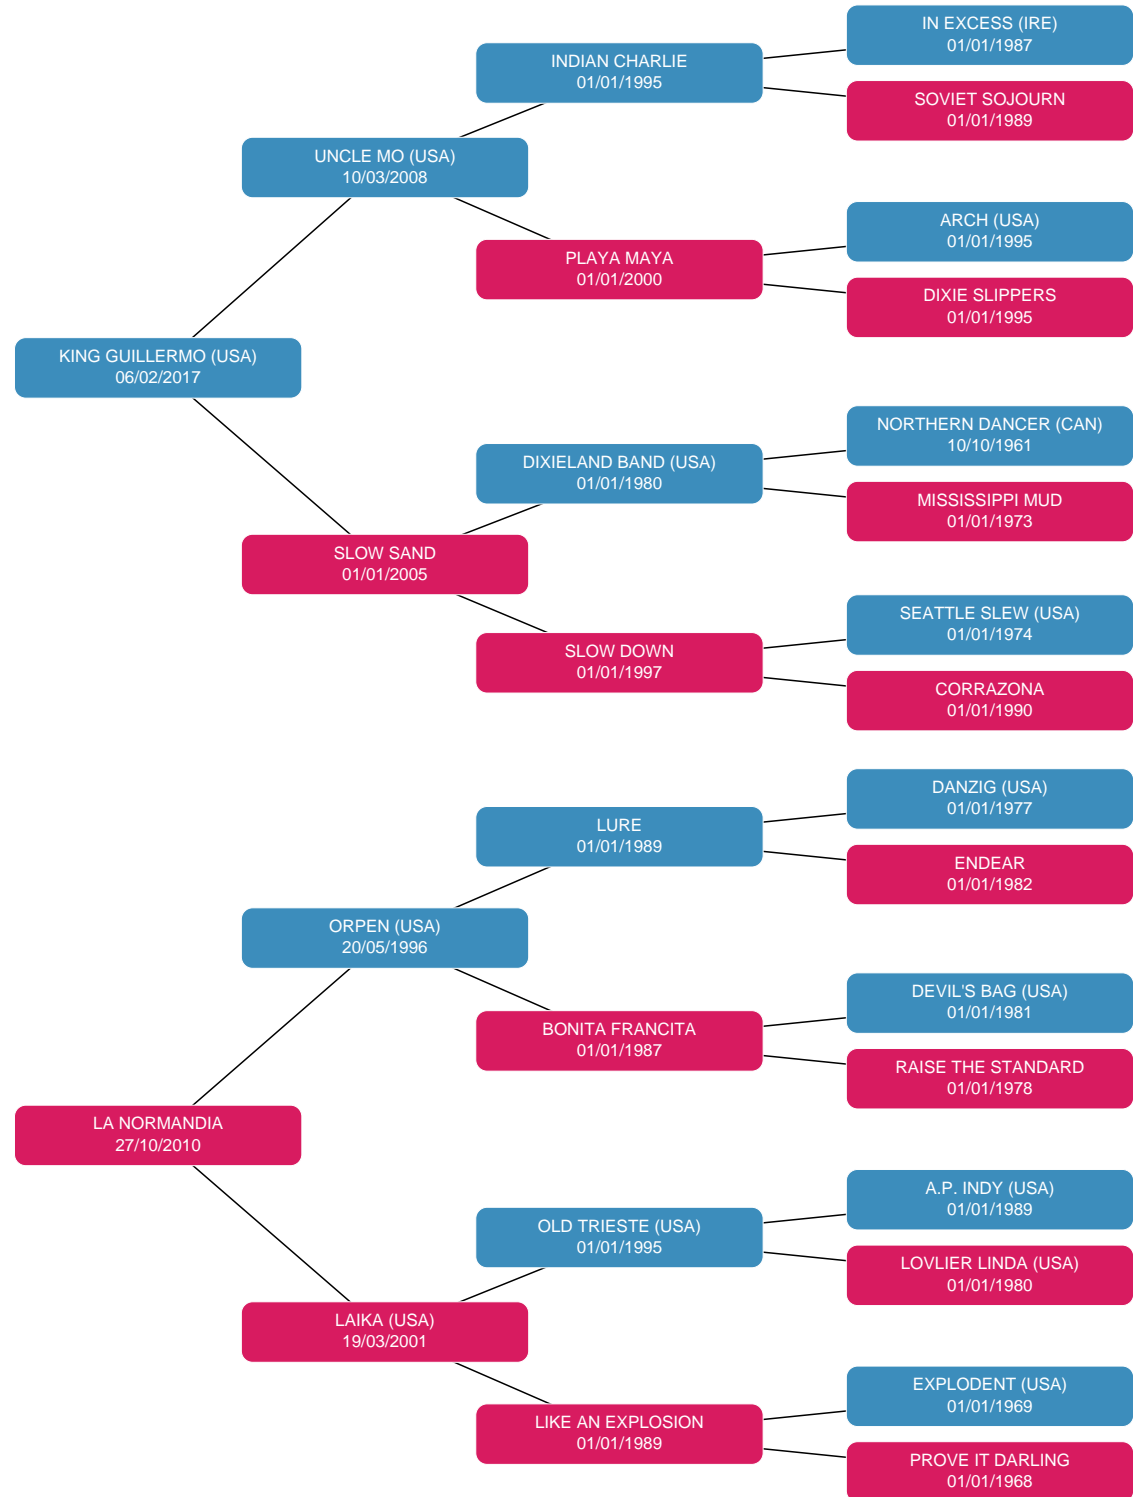 IN EXCESS (IRE)
01/01/1987
INDIAN CHARLIE
01/01/1995
SOVIET SOJOURN
01/01/1989
UNCLE MO (USA)
10/03/2008
ARCH (USA)
01/01/1995
PLAYA MAYA
01/01/2000
DIXIE SLIPPERS
01/01/1995
KING GUILLERMO (USA)
06/02/2017
NORTHERN DANCER (CAN)
10/10/1961
DIXIELAND BAND (USA)
01/01/1980
MISSISSIPPI MUD
01/01/1973
SLOW SAND
01/01/2005
SEATTLE SLEW (USA)
01/01/1974
SLOW DOWN
01/01/1997
CORRAZONA
01/01/1990
DANZIG (USA)
01/01/1977
LURE
01/01/1989
ENDEAR
01/01/1982
ORPEN (USA)
20/05/1996
DEVIL'S BAG (USA)
01/01/1981
BONITA FRANCITA
01/01/1987
RAISE THE STANDARD
01/01/1978
LA NORMANDIA
27/10/2010
A.P. INDY (USA)
01/01/1989
OLD TRIESTE (USA)
01/01/1995
LOVLIER LINDA (USA)
01/01/1980
LAIKA (USA)
19/03/2001
EXPLODENT (USA)
01/01/1969
LIKE AN EXPLOSION
01/01/1989
PROVE IT DARLING
01/01/1968